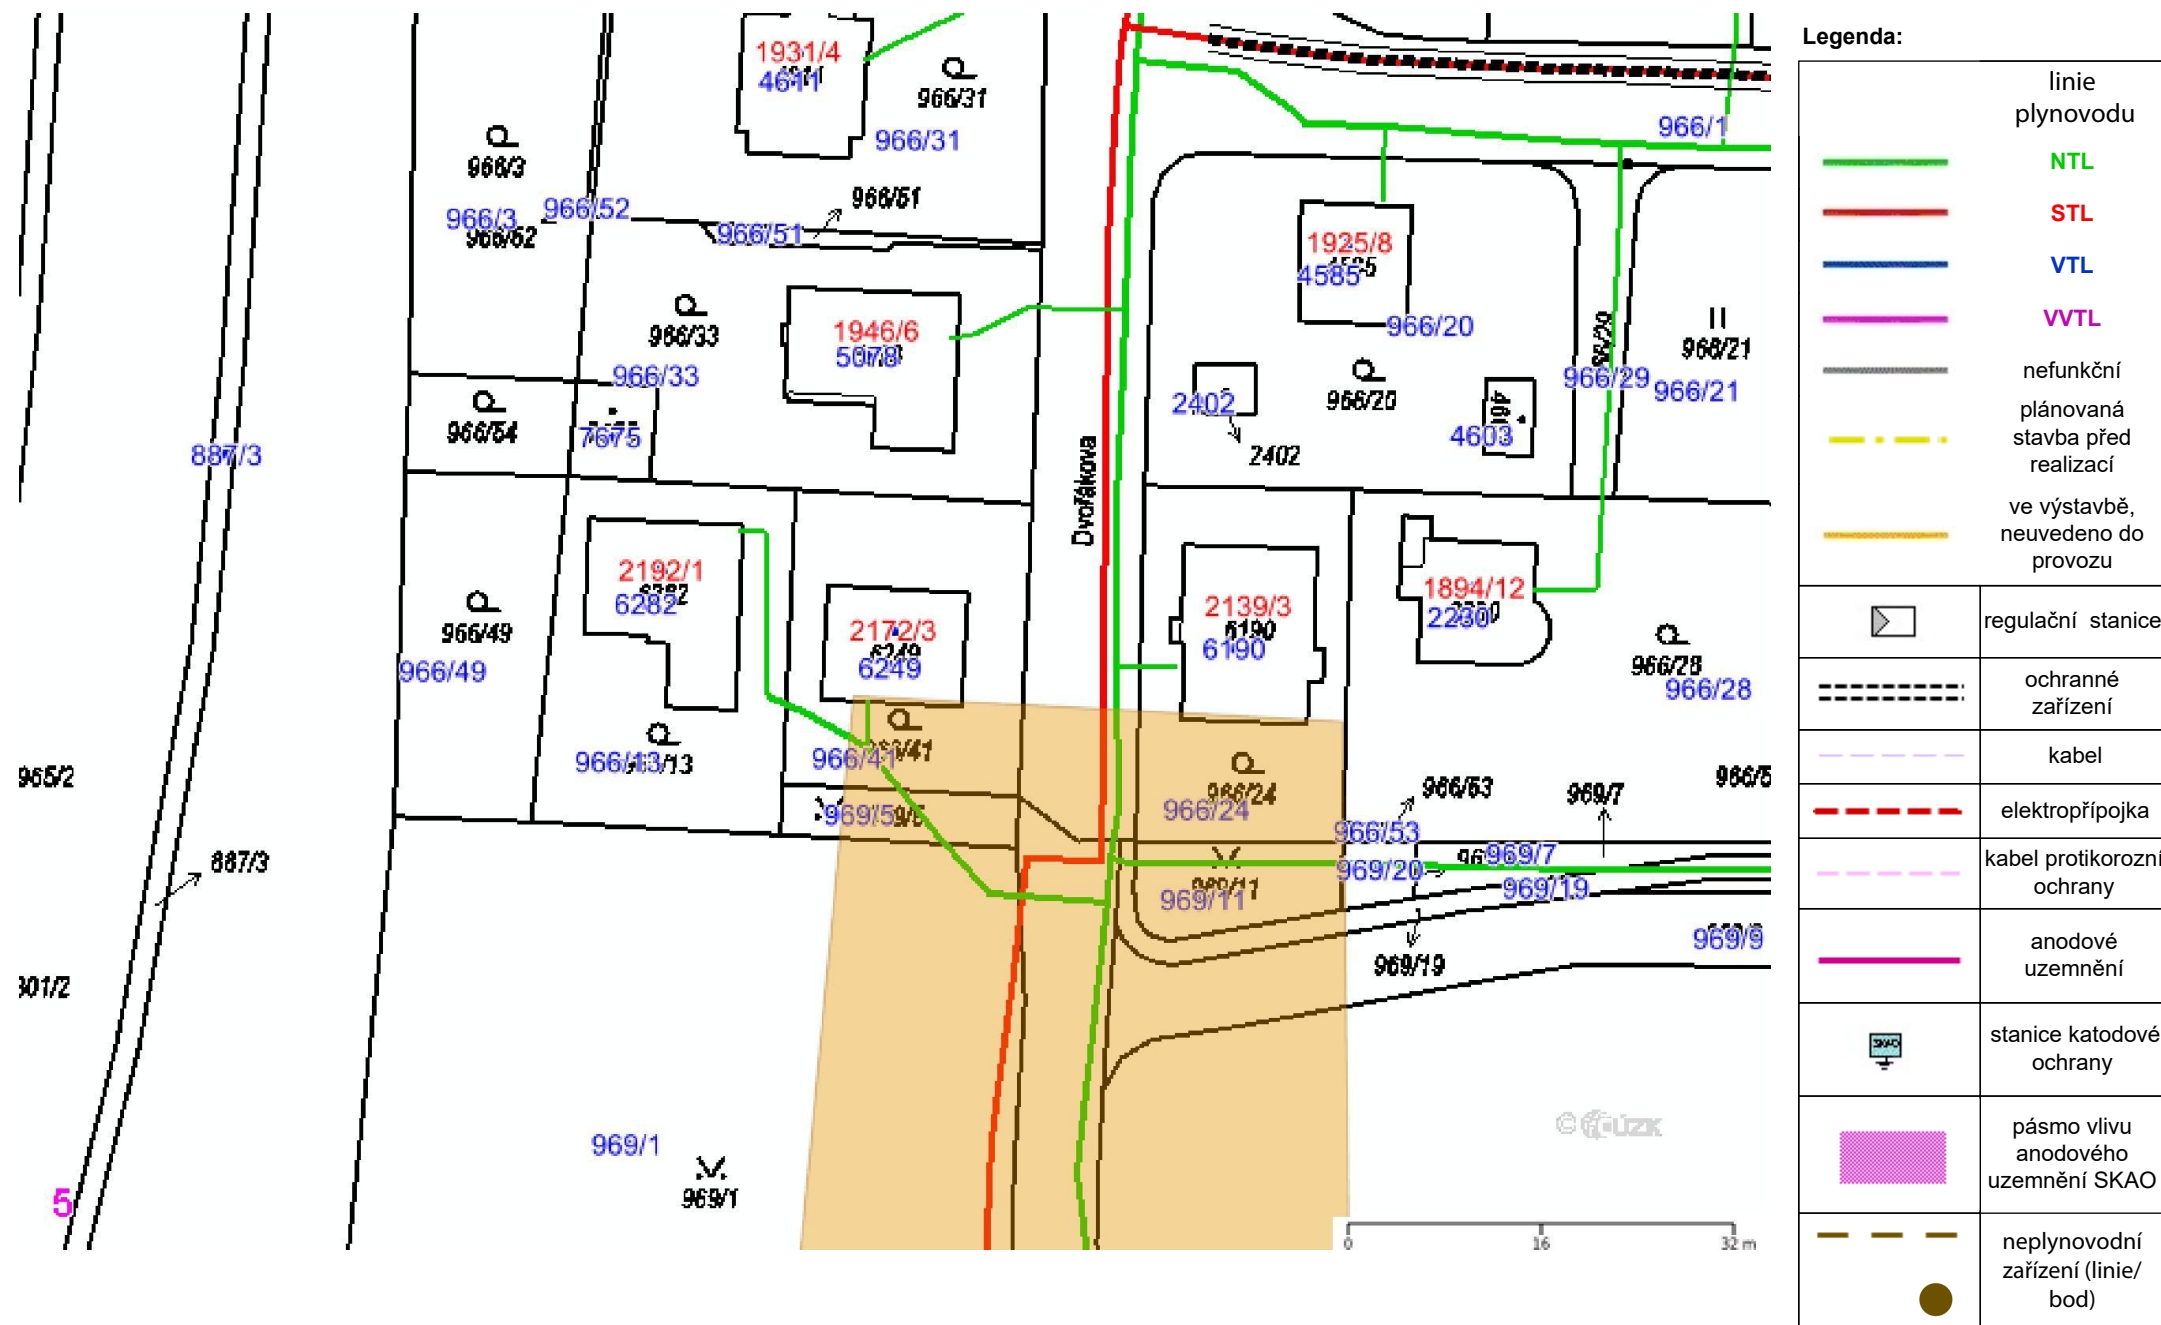 1931/4
4611
966/31
966/31
966/3
966/3
966/52
966/52
966/51
966/51
966/1
1925/8
4585
966/20
966/20
966/33
966/33
1946/6
5078
966/29
966/21
966/21
2402
2402
4603
966/54
7675
887/3
887/3
Dvořákova
2192/1
6282
2172/3
6249
6249
2139/3
6190
6190
1894/12
2230
966/49
966/49
966/28
966/28
966/13
966/41
966/24
966/24
966/53
966/53
969/7
969/7
969/5
969/20
969/19
969/19
969/11
969/9
965/2
969/1
969/1
5
0 16 32 m
Legenda:
linie
plynovodu
NTL
STL
VTL
VVTL
nefunkční
plánovaná
stavba před
realizací
ve výstavbě,
neuvedeno do
provozu
regulační stanice
ochranné
zařízení
kabel
elektropřípojka
kabel protikorozní
ochrany
anodové
uzemnění
SKAO
stanice katodové
ochrany
pásmo vlivu
anodového
uzemnění SKAO
neplynovodní
zařízení (linie/
bod)